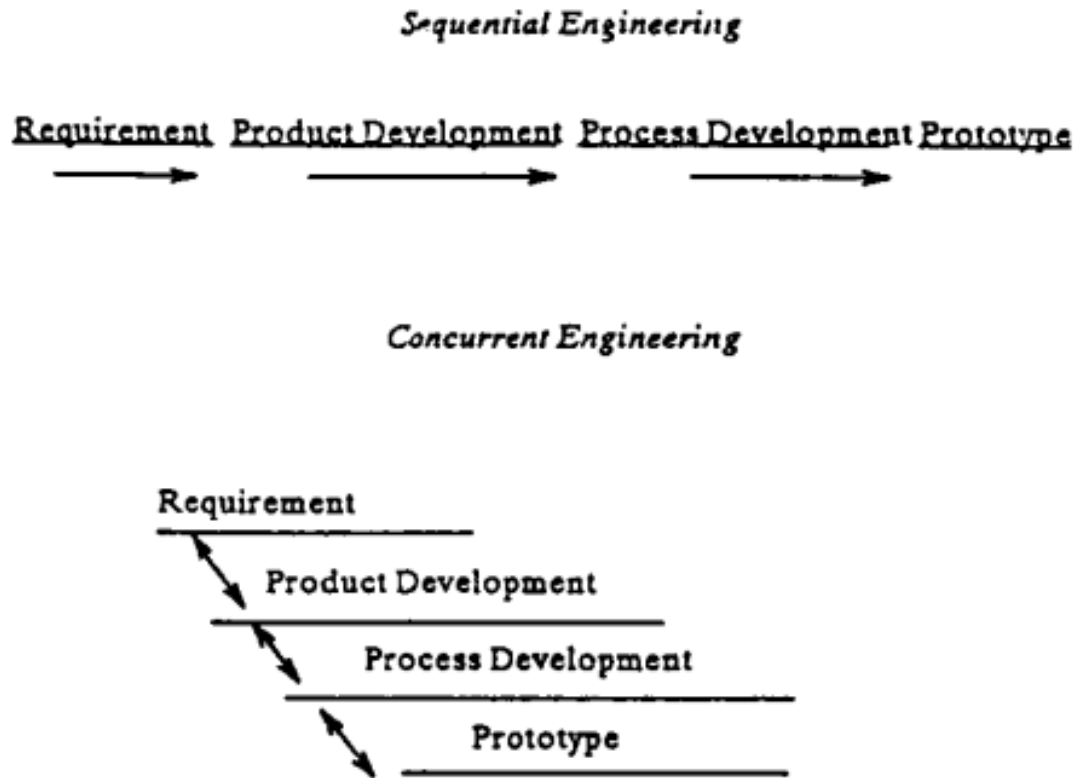 Sequential Engineering
Requirement Product Development Process Development Prototype
Concurrent Engineering
Requirement
Product Development
Process Development
Prototype